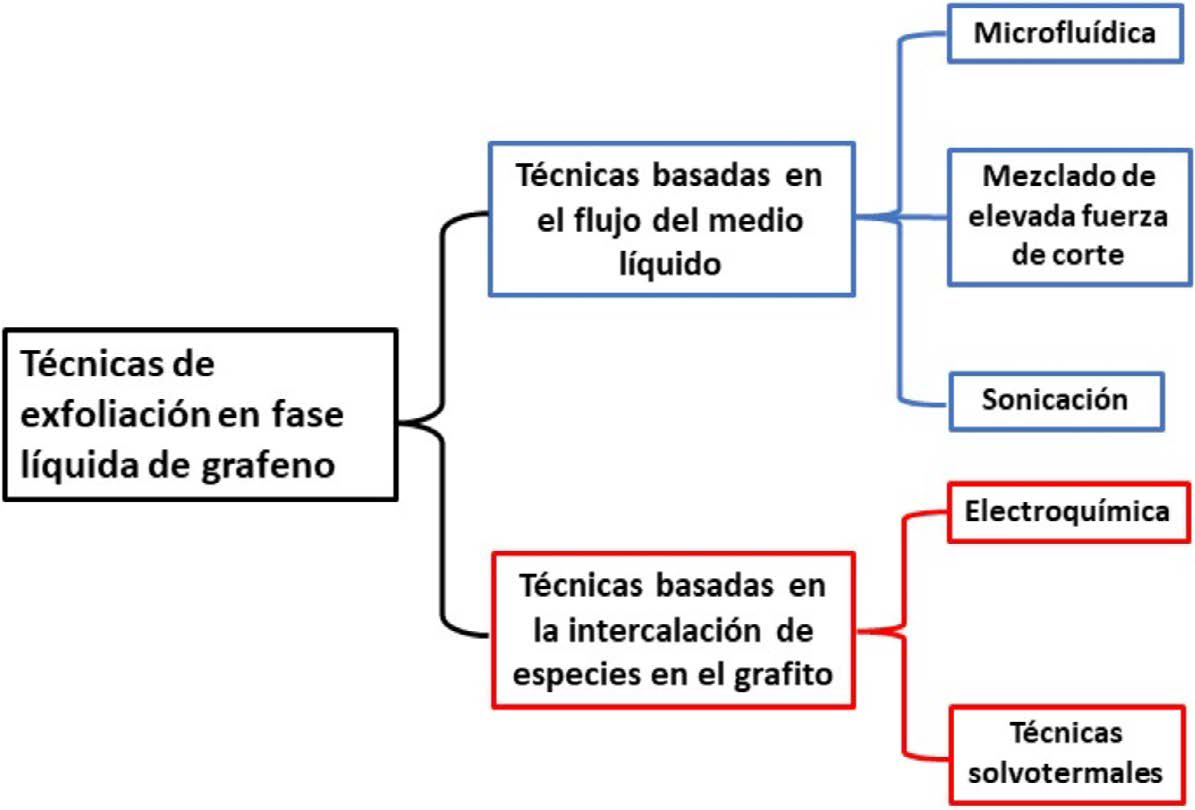 Técnicas de
exfoliación en fase
líquida de grafeno
Técnicas basadas en
el flujo del medio
líquido
Microfluídica
Mezclado de
elevada fuerza
de corte
Sonicación
Técnicas basadas en
la intercalación de
especies en el grafito
Electroquímica
Técnicas
solvotermales